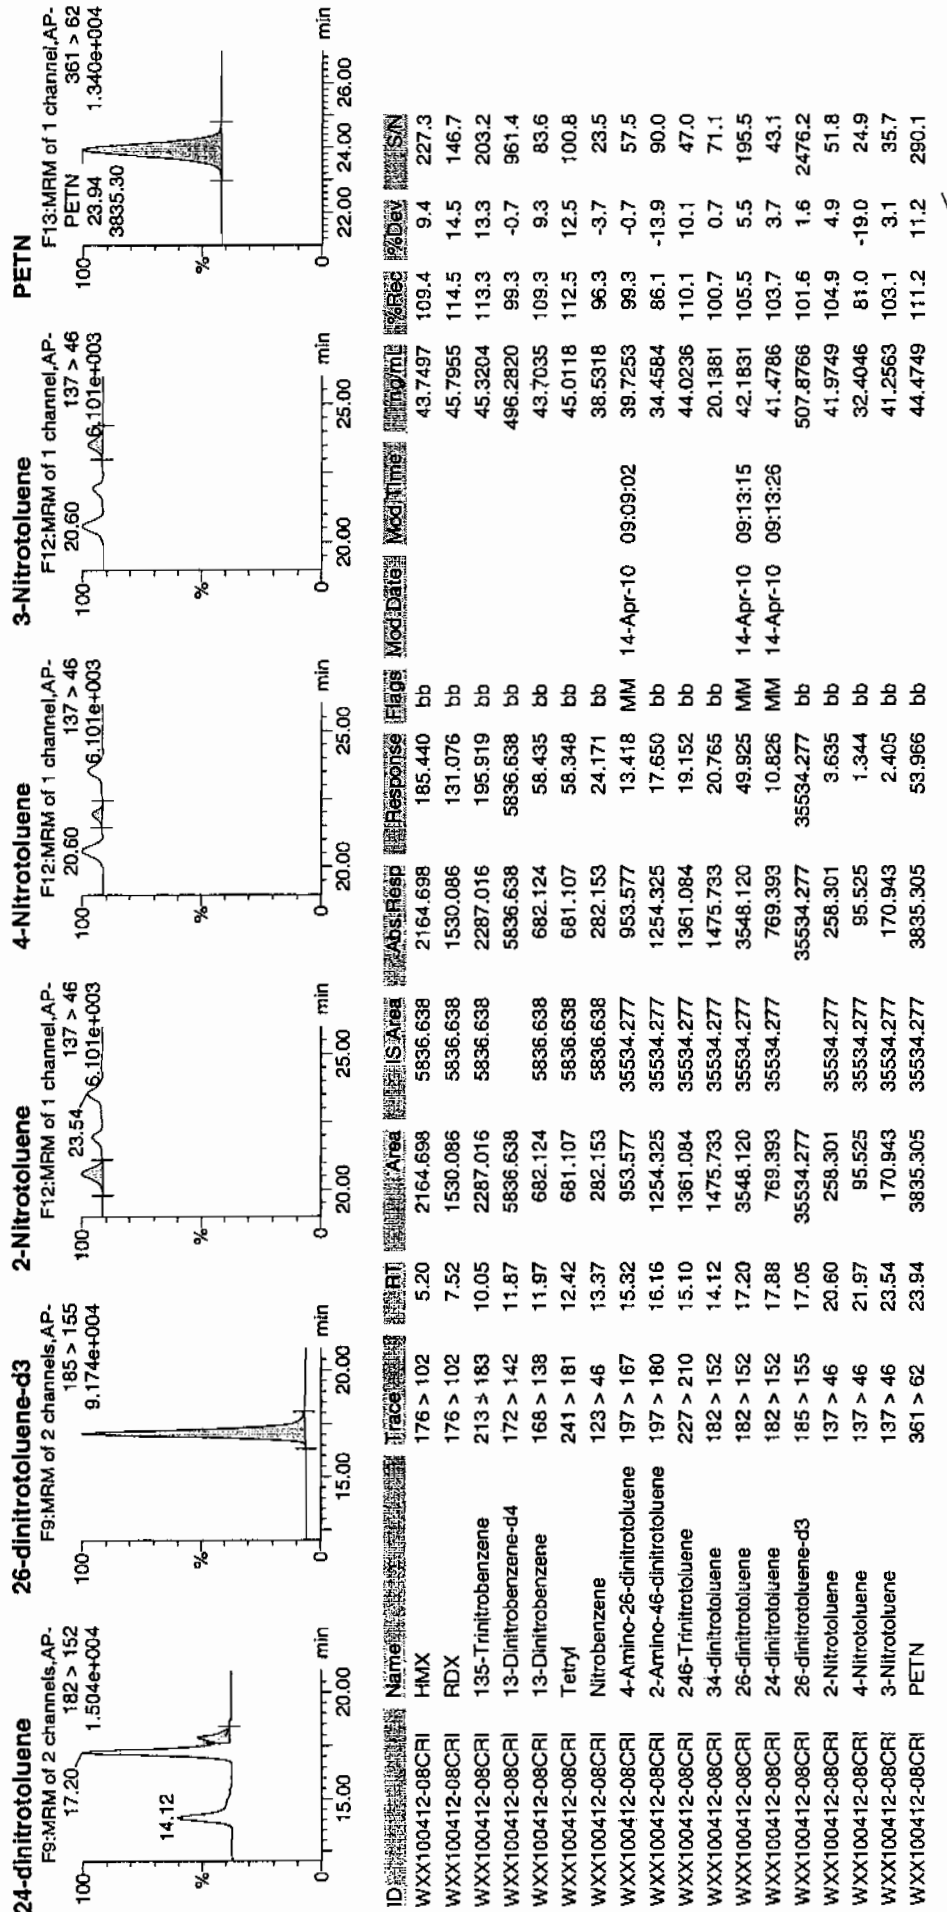 24-dinitrotoluene
F9:MRM of 2 channels,AP-
182 > 152
1.504e+004
17.20
14.12
100
%
0
15.00
20.00
min
26-dinitrotoluene-d3
F9:MRM of 2 channels,AP-
185 > 155
9.174e+004
100
%
0
15.00
20.00
min
2-Nitrotoluene
F12:MRM of 1 channel,AP-
137 > 46
6.101e+003
23.54
100
%
0
20.00
25.00
min
4-Nitrotoluene
F12:MRM of 1 channel,AP-
137 > 46
6.101e+003
20.60
100
%
0
20.00
25.00
min
3-Nitrotoluene
F12:MRM of 1 channel,AP-
137 > 46
6.101e+003
20.60
100
%
0
20.00
25.00
min
PETN
F13:MRM of 1 channel,AP-
361 > 62
1.340e+004
PETN
23.94
3835.30
100
%
0
22.00
24.00
26.00
min
ID Name Trace RT Area IS Area Abs.Resp Response Flags Mod.Date Mod.Time ng/mL %Rec %Dev S/N
WXX100412-08CRI HMX 176 > 102 5.20 2164.698 5836.638 2164.698 185.440 bb 43.7497 109.4 9.4 227.3
WXX100412-08CRI RDX 176 > 102 7.52 1530.086 5836.638 1530.086 131.076 bb 45.7955 114.5 14.5 146.7
WXX100412-08CRI 135-Trinitrobenzene 213 > 183 10.05 2287.016 5836.638 2287.016 195.919 bb 45.3204 113.3 13.3 203.2
WXX100412-08CRI 13-Dinitrobenzene-d4 172 > 142 11.87 5836.638 5836.638 5836.638 bb 496.2820 99.3 -0.7 961.4
WXX100412-08CRI 13-Dinitrobenzene 168 > 138 11.97 682.124 5836.638 682.124 58.435 bb 43.7035 109.3 9.3 83.6
WXX100412-08CRI Tetryl 241 > 181 12.42 681.107 5836.638 681.107 58.348 bb 45.0118 112.5 12.5 100.8
WXX100412-08CRI Nitrobenzene 123 > 46 13.37 282.153 5836.638 282.153 24.171 bb 38.5318 96.3 -3.7 23.5
WXX100412-08CRI 4-Amino-26-dinitrotoluene 197 > 167 15.32 953.577 35534.277 953.577 13.418 MM 14-Apr-10 09:09:02 39.7253 99.3 -0.7 57.5
WXX100412-08CRI 2-Amino-46-dinitrotoluene 197 > 180 16.16 1254.325 35534.277 1254.325 17.650 bb 34.4584 86.1 -13.9 90.0
WXX100412-08CRI 246-Trinitrotoluene 227 > 210 15.10 1361.084 35534.277 1361.084 19.152 bb 44.0236 110.1 10.1 47.0
WXX100412-08CRI 34-dinitrotoluene 182 > 152 14.12 1475.733 35534.277 1475.733 20.765 bb 20.1381 100.7 0.7 71.1
WXX100412-08CRI 26-dinitrotoluene 182 > 152 17.20 3548.120 35534.277 3548.120 49.925 MM 14-Apr-10 09:13:15 42.1831 105.5 5.5 195.5
WXX100412-08CRI 24-dinitrotoluene 182 > 152 17.88 769.393 35534.277 769.393 10.826 MM 14-Apr-10 09:13:26 41.4786 103.7 3.7 43.1
WXX100412-08CRI 26-dinitrotoluene-d3 185 > 155 17.05 35534.277 35534.277 35534.277 bb 507.8766 101.6 1.6 2476.2
WXX100412-08CRI 2-Nitrotoluene 137 > 46 20.60 258.301 35534.277 258.301 3.635 bb 41.9749 104.9 4.9 51.8
WXX100412-08CRI 4-Nitrotoluene 137 > 46 21.97 95.525 35534.277 95.525 1.344 bb 32.4046 81.0 -19.0 24.9
WXX100412-08CRI 3-Nitrotoluene 137 > 46 23.54 170.943 35534.277 170.943 2.405 bb 41.2563 103.1 3.1 35.7
WXX100412-08CRI PETN 361 > 62 23.94 3835.305 35534.277 3835.305 53.966 bb 44.4749 111.2 11.2 290.1